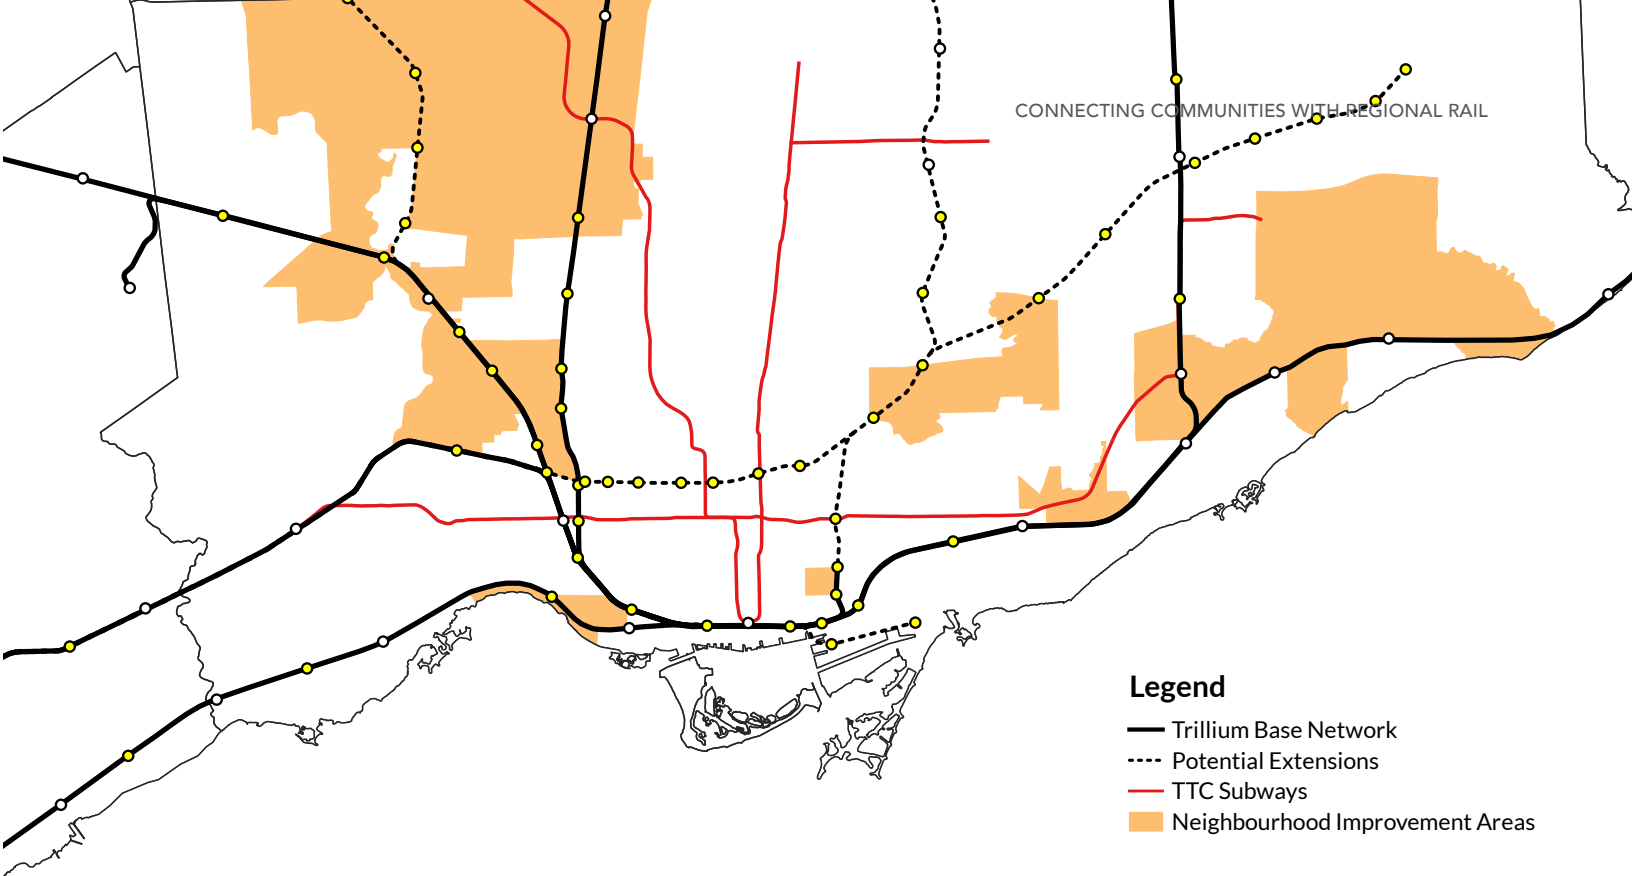 CONNECTING COMMUNITIES WITH REGIONAL RAIL
Legend
Trillium Base Network
Potential Extensions
TTC Subways
Neighbourhood Improvement Areas